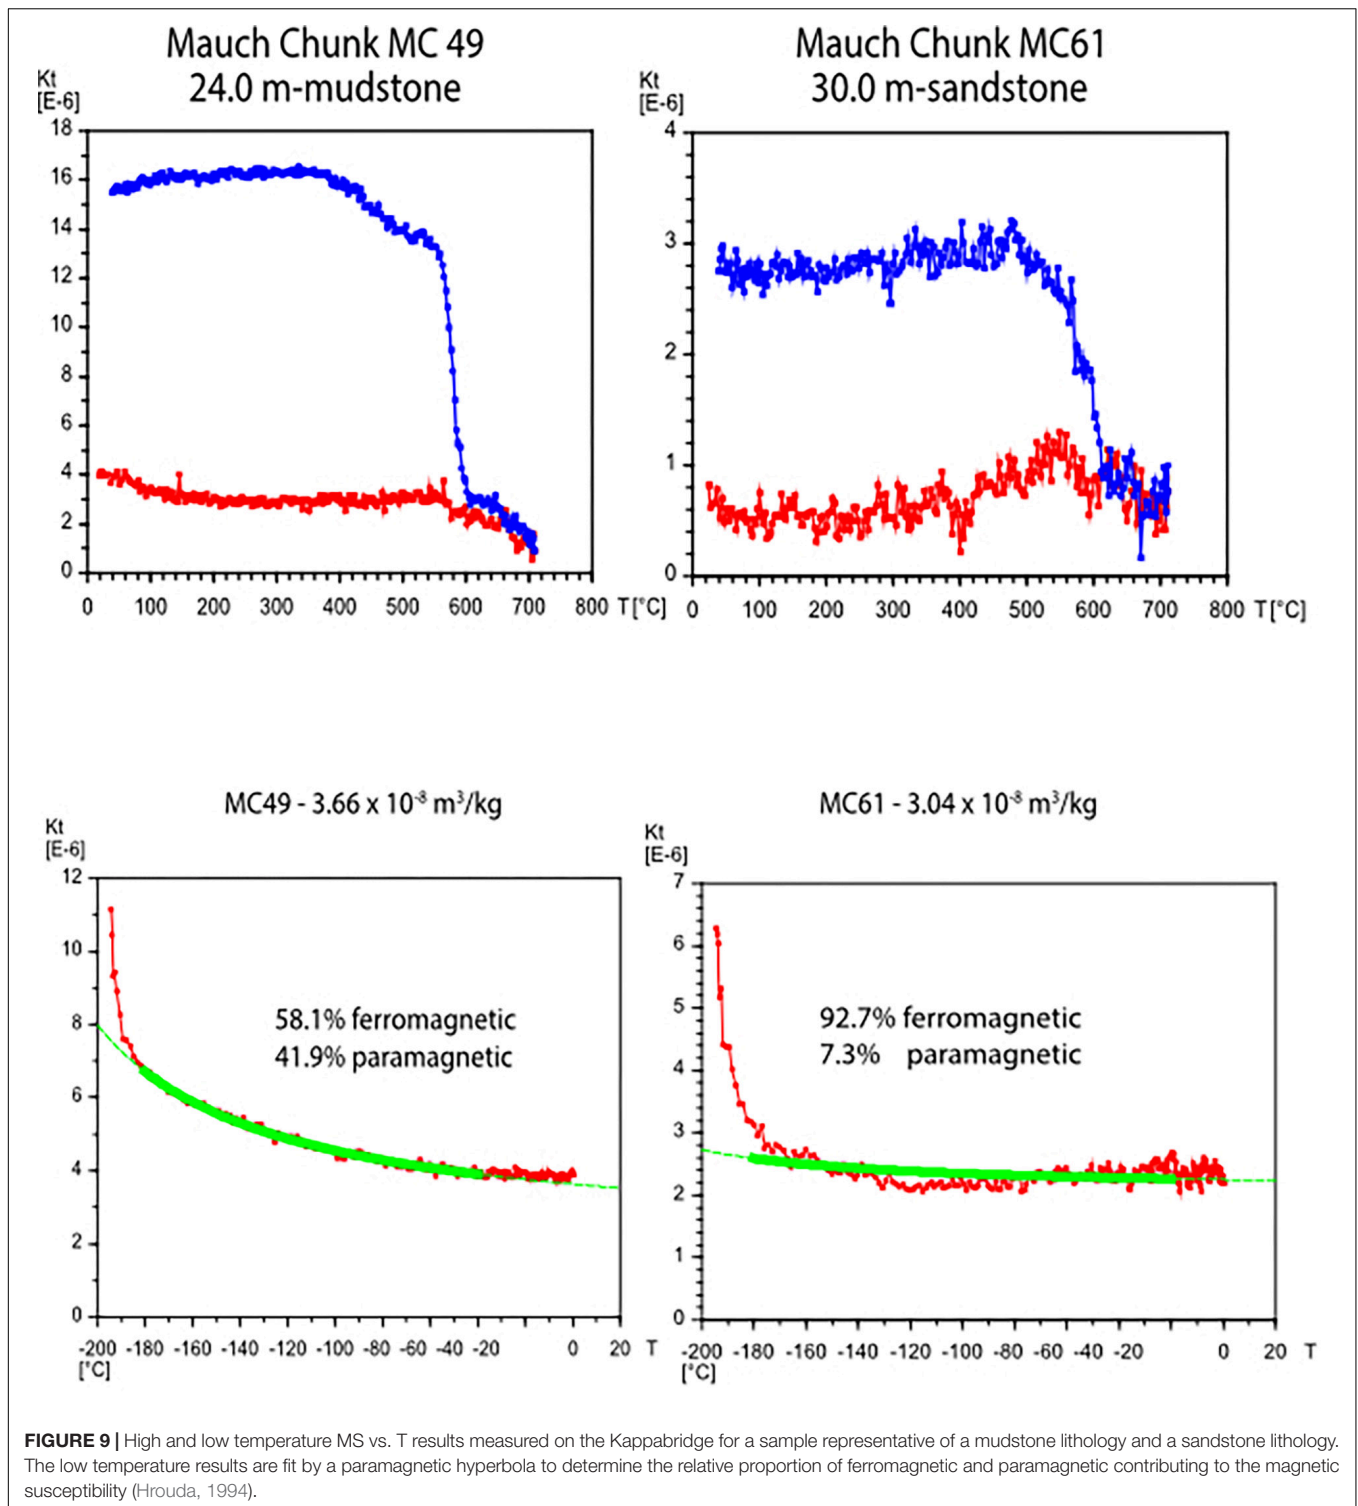 Mauch Chunk MC 49
24.0 m-mudstone
Kt
[E-6]
18
16
14
12
10
8
6
4
2
0
0 100 200 300 400 500 600 700 800 T[°C]
Mauch Chunk MC61
30.0 m-sandstone
Kt
[E-6]
4
3
2
1
0
0 100 200 300 400 500 600 700 800 T[°C]
MC49 - 3.66 x 10⁻⁸ m³/kg
Kt
[E-6]
12
10
8
6
4
2
0
58.1% ferromagnetic
41.9% paramagnetic
-200 -180 -160 -140 -120 -100 -80 -60 -40 -20 0 20 T
[°C]
MC61 - 3.04 x 10⁻⁸ m³/kg
Kt
[E-6]
7
6
5
4
3
2
1
0
92.7% ferromagnetic
7.3% paramagnetic
-200 -180 -160 -140 -120 -100 -80 -60 -40 -20 0 20 T
[°C]
FIGURE 9 | High and low temperature MS vs. T results measured on the Kappabridge for a sample representative of a mudstone lithology and a sandstone lithology.
The low temperature results are fit by a paramagnetic hyperbola to determine the relative proportion of ferromagnetic and paramagnetic contributing to the magnetic
susceptibility (Hrouda, 1994).